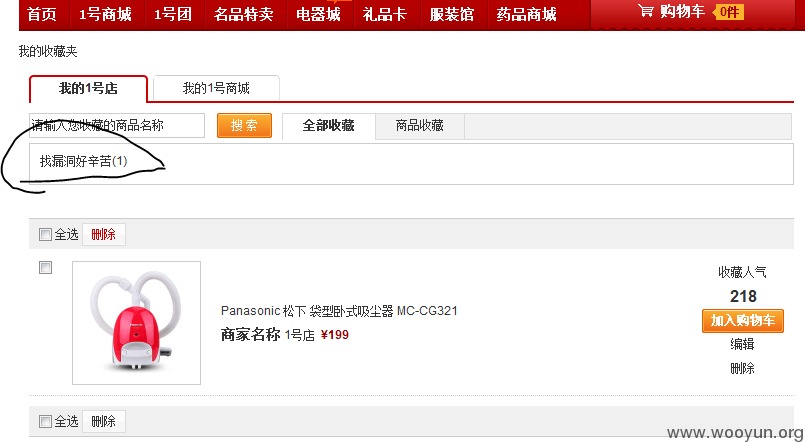 首页 1号商城 1号团 名品特卖 电器城 礼品卡 服装馆 药品商城 购物车 0件
我的收藏夹
我的1号店 我的1号商城
请输入您收藏的商品名称 搜索 全部收藏 商品收藏
找漏洞好辛苦(1)
全选 删除
收藏人气
218
Panasonic 松下 袋型卧式吸尘器 MC-CG321
加入购物车
商家名称 1号店 ¥199
编辑
删除
全选 删除
www.wooyun.org